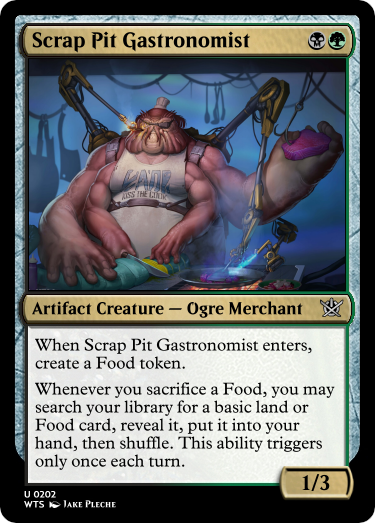 Scrap Pit Gastronomist
Artifact Creature — Ogre Merchant
When Scrap Pit Gastronomist enters,
create a Food token.
Whenever you sacrifice a Food, you may
search your library for a basic land or
Food card, reveal it, put it into your
hand, then shuffle. This ability triggers
only once each turn.
1/3
U 0202
WTS Jake Pleche